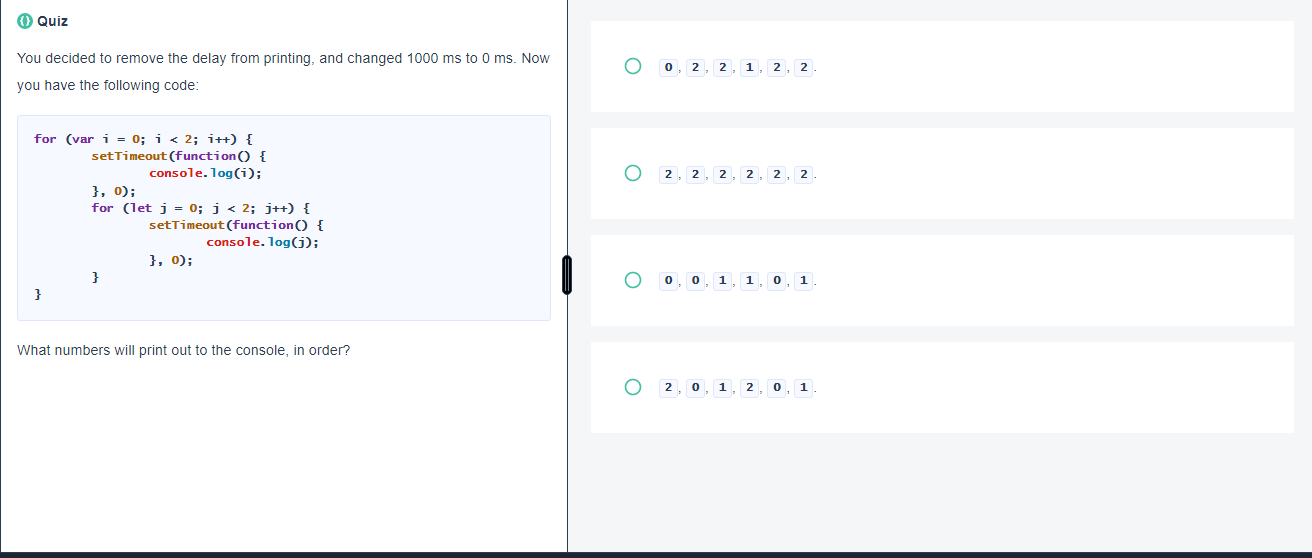 Quiz
You decided to remove the delay from printing, and changed 1000 ms to 0 ms. Now
you have the following code:
for (var i = 0; i < 2; i++) {
        setTimeout(function() {
                console.log(i);
        }, 0);
        for (let j = 0; j < 2; j++) {
                setTimeout(function() {
                        console.log(j);
                }, 0);
        }
}
What numbers will print out to the console, in order?
0, 2, 2, 1, 2, 2.
2, 2, 2, 2, 2, 2.
0, 0, 1, 1, 0, 1.
2, 0, 1, 2, 0, 1.